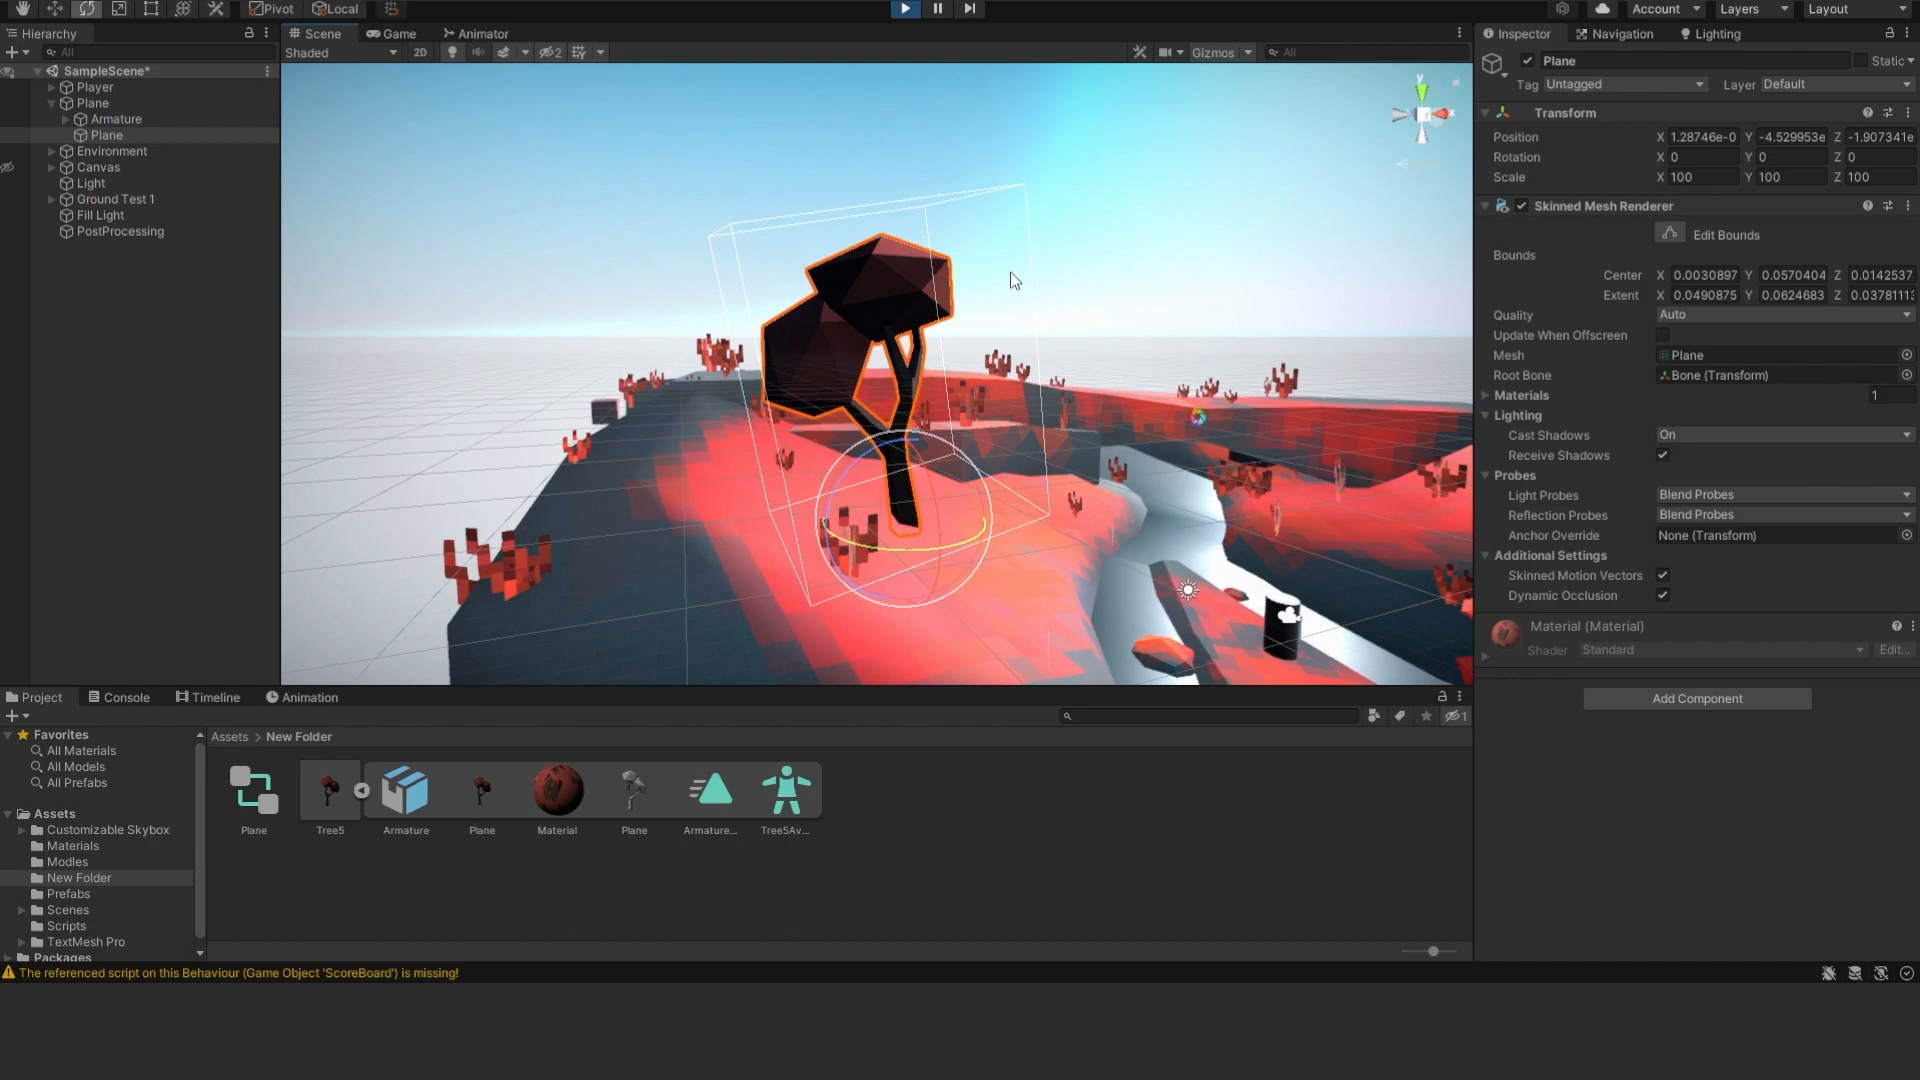 Pivot Local Account Layers Layout
Hierarchy Scene Game Animator Inspector Navigation Lighting
All Shaded 2D 2 Gizmos All Plane Static
SampleScene* Tag Untagged Layer Default
Player
Plane Transform
Armature
Plane Position X 1.28746e-0 Y -4.529953e Z -1.907341e
Environment Rotation X 0 Y 0 Z 0
Canvas Scale X 100 Y 100 Z 100
Light
Ground Test 1 Skinned Mesh Renderer
Fill Light
PostProcessing Edit Bounds
Bounds
Center X 0.0030897 Y 0.0570404 Z 0.0142537
Extent X 0.0490875 Y 0.0624683 Z 0.0378111
Quality Auto
Update When Offscreen
Mesh Plane
Root Bone Bone (Transform)
Materials 1
Lighting
Cast Shadows On
Receive Shadows
Probes
Light Probes Blend Probes
Reflection Probes Blend Probes
Anchor Override None (Transform)
Additional Settings
Skinned Motion Vectors
Dynamic Occlusion
Material (Material)
Shader Standard Edit...
Add Component
y
x
Project Console Timeline Animation
1
Favorites Assets > New Folder
All Materials
All Models
All Prefabs
Assets
Customizable Skybox Plane Tree5 Armature Plane Material Plane Armature... Tree5Av...
Materials
Modles
New Folder
Prefabs
Scenes
Scripts
TextMesh Pro
Packages
The referenced script on this Behaviour (Game Object 'ScoreBoard') is missing!